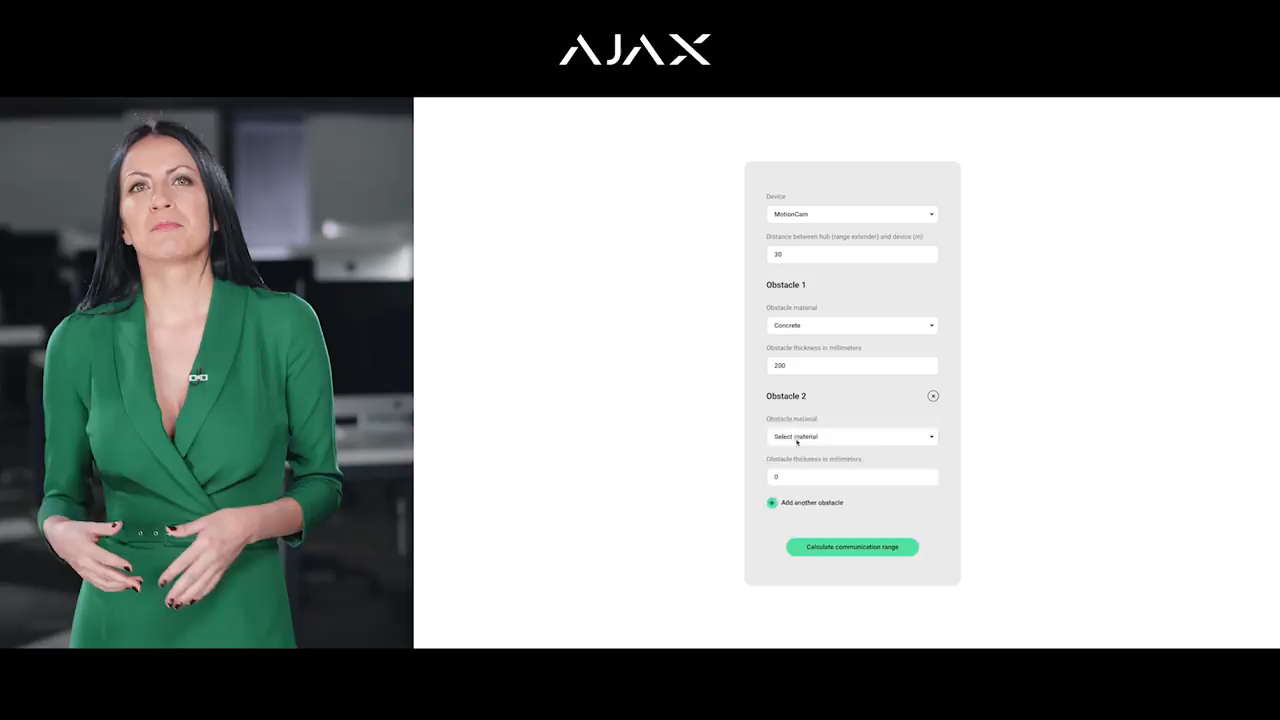 AJAX
Device
MotionCam
Distance between hub (range extender) and device (m)
30
Obstacle 1
Obstacle material
Concrete
Obstacle thickness in millimeters
200
Obstacle 2
Obstacle material
Select material
Obstacle thickness in millimeters
0
Add another obstacle
Calculate communication range